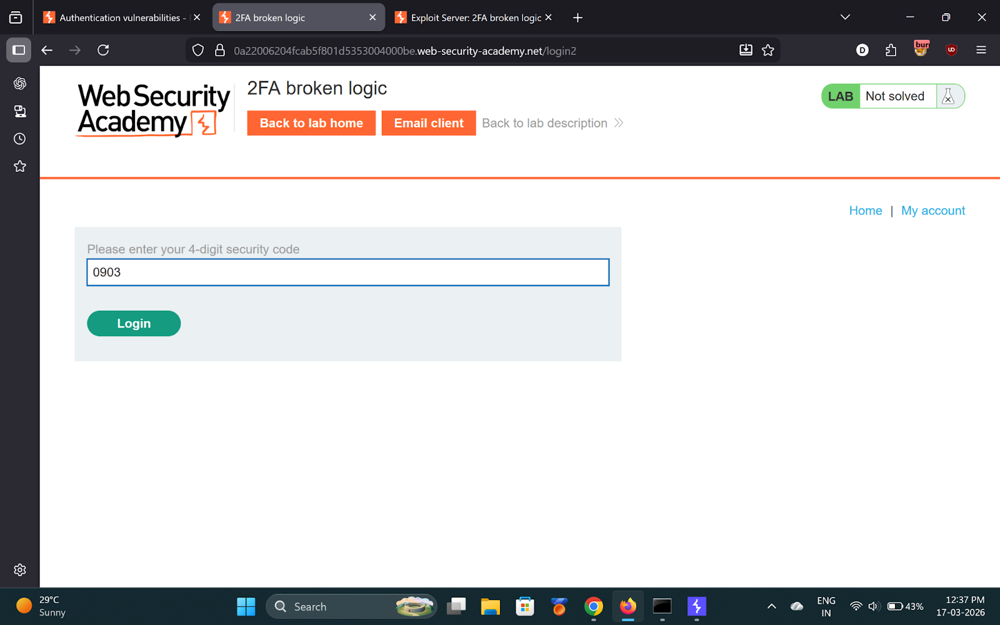 Authentication vulnerabilities -
2FA broken logic
Exploit Server: 2FA broken logic
0a22006204fcab5f801d5353004000be.web-security-academy.net/login2
D
bur
Web Security
Academy
2FA broken logic
Back to lab home
Email client
Back to lab description
LAB
Not solved
Home | My account
Please enter your 4-digit security code
0903
Login
29°C
Sunny
Search
ENG
IN
43%
12:37 PM
17-03-2026